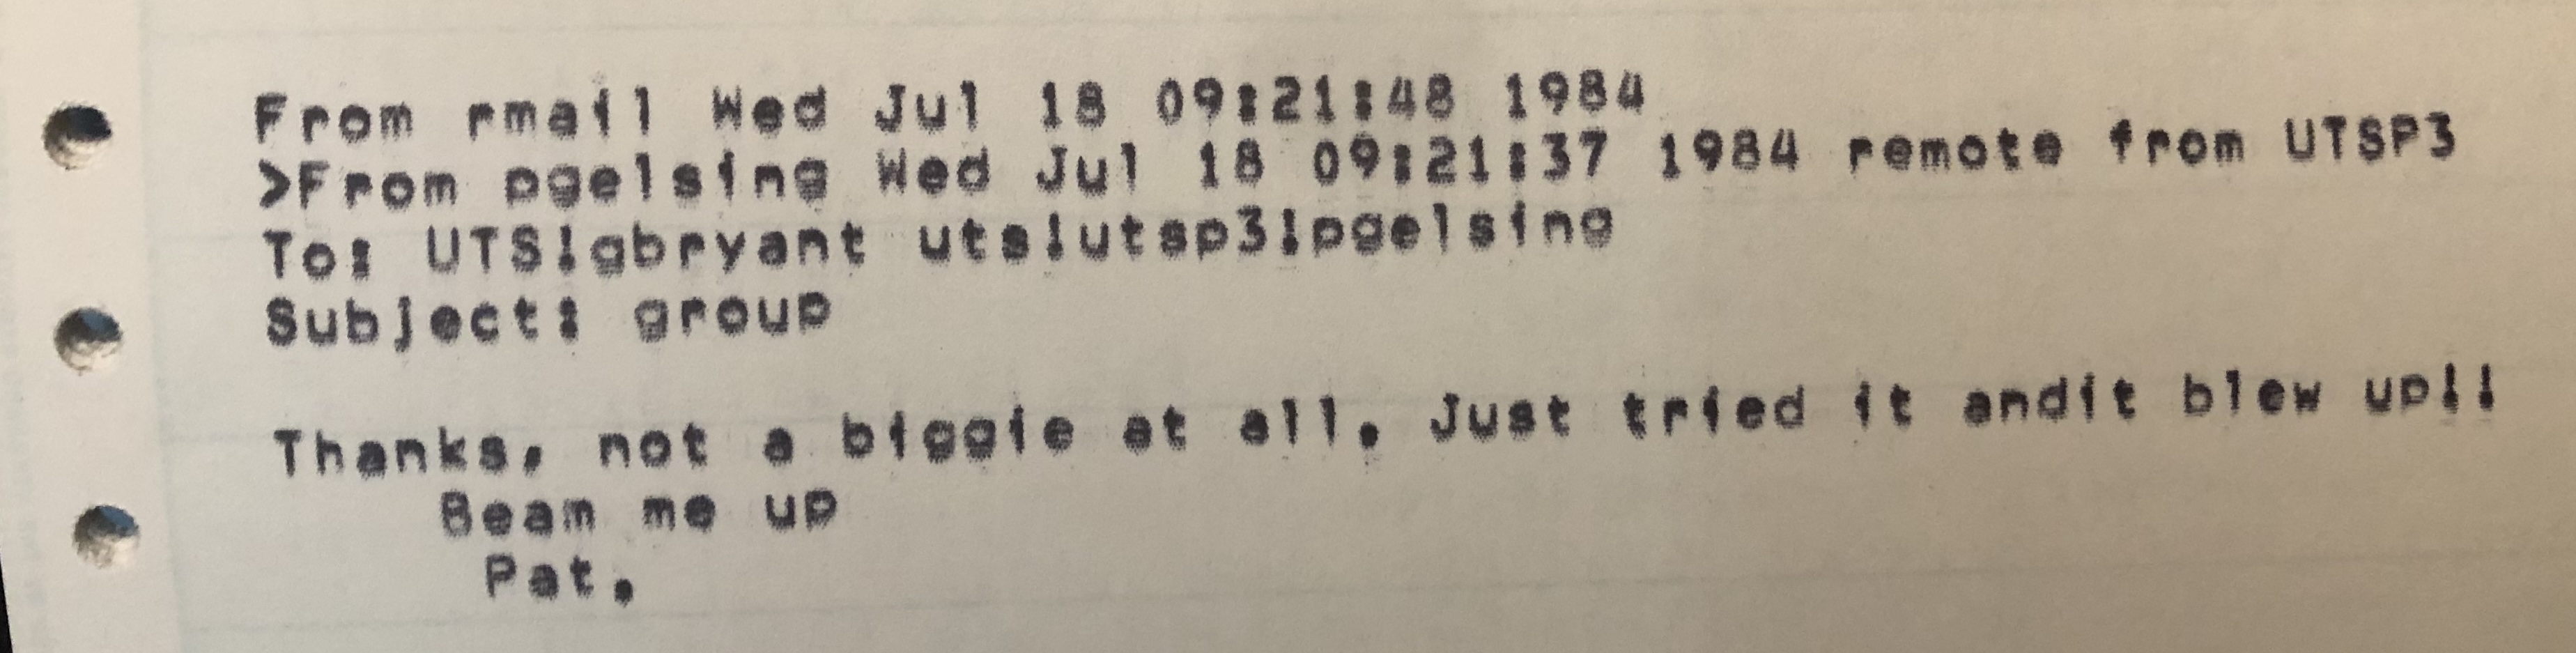 From rmail Wed Jul 18 09:21:48 1984
>From pgelsing Wed Jul 18 09:21:37 1984 remote from UTSP3
To: UTS!gbryant uts!utsp3!pgelsing
Subject: group
Thanks, not a biggie at all. Just tried it andit blew up!!
Beam me up
Pat.